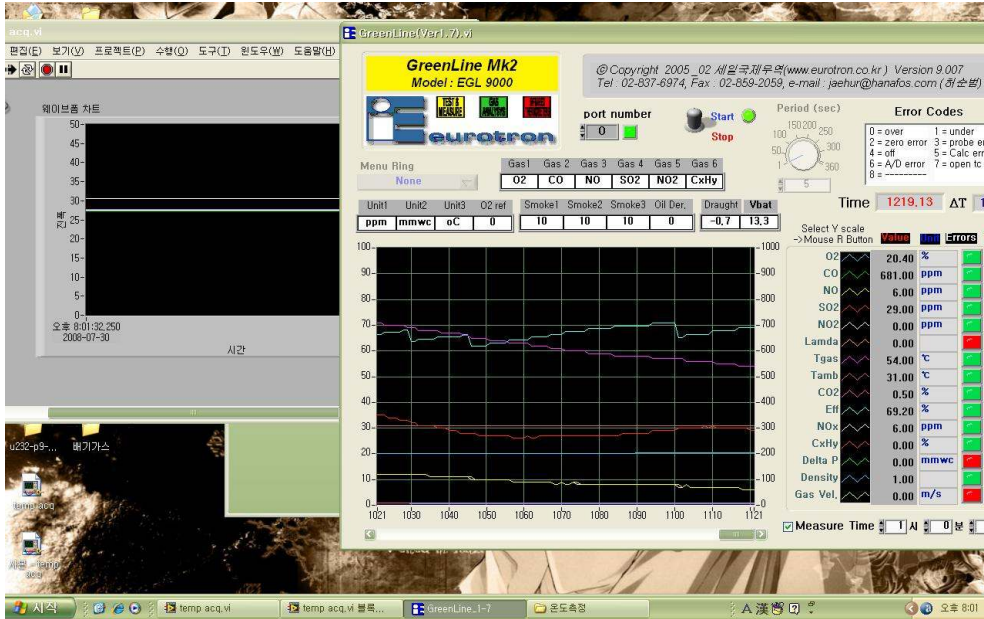 acq.vi
편집(E) 보기(V) 프로젝트(P) 수행(O) 도구(T) 윈도우(W) 도움말(H)
웨이브폼 차트
50
45
40
35
30
25
20
15
10
5
0
진폭
오후 8:01:32,250
2008-07-30
시간
u232-p9-... 배기가스
temp acq
사본 - temp
acq
GreenLine(Ver1.7).vi
GreenLine Mk2
Model : EGL 9000
TEST & MEASURE
GAS ANALYSIS
eurotron
© Copyright 2005_02 세일국제무역(www.eurotron.co.kr) Version 9.007
Tel : 02-837-6974, Fax : 02-859-2059, e-mail : jaehur@hanafos.com (허순범)
port number
0
Start
Stop
Period (sec)
50 100 150 200 250 300 360
1
5
Error Codes
0 = over 1 = under
2 = zero error 3 = probe er
4 = off 5 = Calc err
6 = A/D error 7 = open tc
8 = ---------
Menu Ring
None
Gas1 Gas 2 Gas 3 Gas 4 Gas 5 Gas 6
O2 CO NO SO2 NO2 CxHy
Time 1219,13 ΔT 1
Unit1 Unit2 Unit3 O2 ref Smoke1 Smoke2 Smoke3 Oil Der, Draught Vbat
ppm mmwc oC 0 10 10 10 0 -0,7 13,3
Select Y scale
->Mouse R Button Value Unit Errors
100 90 80 70 60 50 40 30 20 10 0
1000 900 800 700 600 500 400 300 200 100 0
1021 1030 1040 1050 1060 1070 1080 1090 1100 1110 1121
O2 20.40 %
CO 681.00 ppm
NO 6.00 ppm
SO2 29.00 ppm
NO2 0.00 ppm
Lamda 0.00
Tgas 54.00 ℃
Tamb 31.00 ℃
CO2 0.50 %
Eff 69.20 %
NOx 6.00 ppm
CxHy 0.00 %
Delta P 0.00 mmwc
Density 1.00
Gas Vel, 0.00 m/s
Measure Time 1 시 0 분
시작 temp acq.vi temp acq.vi 블록... GreenLine_1-7 온도측정 A 漢 오후 8:01